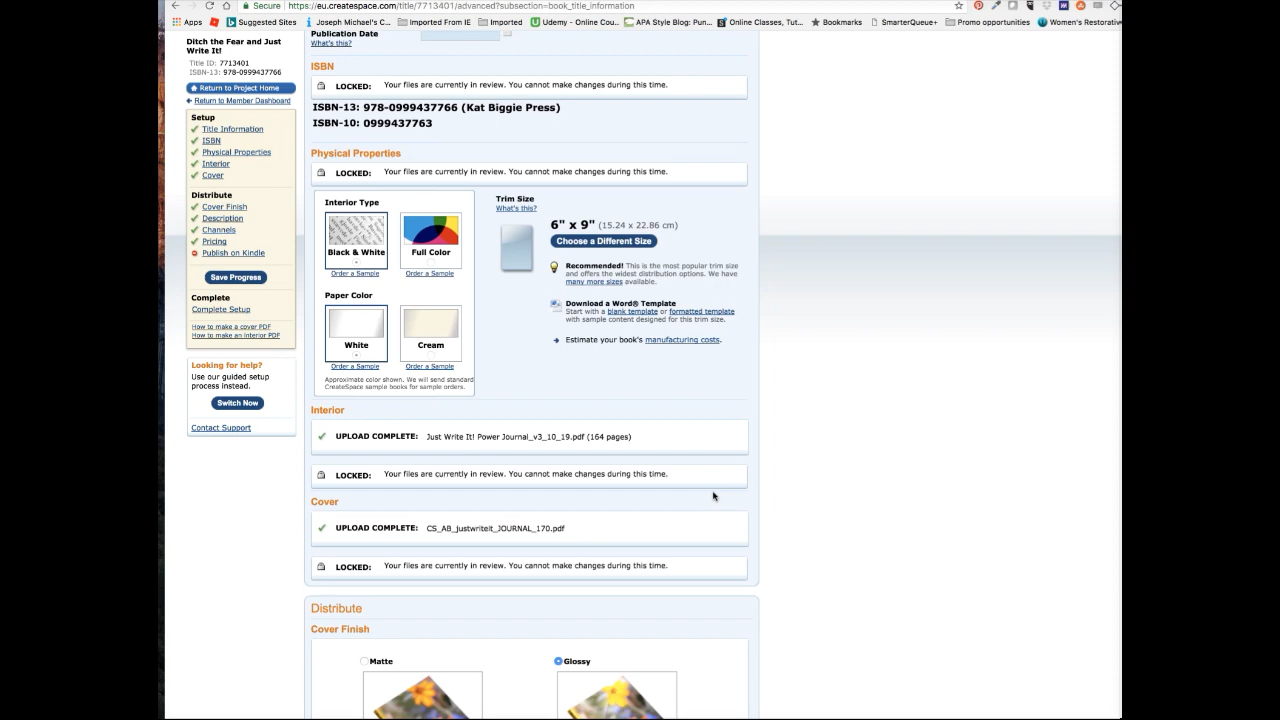 Secure https://eu.createspace.com/title/7713401/advanced?subsection=book_title_information
Apps Suggested Sites Joseph Michael's C... Imported From IE Imported Udemy - Online Cou... APA Style Blog: Pun... Online Classes, Tut... Bookmarks SmarterQueue+ Promo opportunities Women's Restorativ
Ditch the Fear and Just
Write It!
Title ID: 7713401
ISBN-13: 978-0999437766
Return to Project Home
Return to Member Dashboard
Setup
Title Information
ISBN
Physical Properties
Interior
Cover
Distribute
Cover Finish
Description
Channels
Pricing
Publish on Kindle
Save Progress
Complete
Complete Setup
How to make a cover PDF
How to make an interior PDF
Looking for help?
Use our guided setup
process instead.
Switch Now
Contact Support
Publication Date
What's this?
ISBN
LOCKED: Your files are currently in review. You cannot make changes during this time.
ISBN-13: 978-0999437766 (Kat Biggie Press)
ISBN-10: 0999437763
Physical Properties
LOCKED: Your files are currently in review. You cannot make changes during this time.
Interior Type
Black & White Full Color
Order a Sample Order a Sample
Paper Color
White Cream
Order a Sample Order a Sample
Approximate color shown. We will send standard
CreateSpace sample books for sample orders.
Trim Size
What's this?
6" x 9" (15.24 x 22.86 cm)
Choose a Different Size
Recommended! This is the most popular trim size
and offers the widest distribution options. We have
many more sizes available.
Download a Word® Template
Start with a blank template or formatted template
with sample content designed for this trim size.
Estimate your book's manufacturing costs.
Interior
UPLOAD COMPLETE: Just Write It! Power Journal_v3_10_19.pdf (164 pages)
LOCKED: Your files are currently in review. You cannot make changes during this time.
Cover
UPLOAD COMPLETE: CS_AB_justwriteit_JOURNAL_170.pdf
LOCKED: Your files are currently in review. You cannot make changes during this time.
Distribute
Cover Finish
Matte Glossy